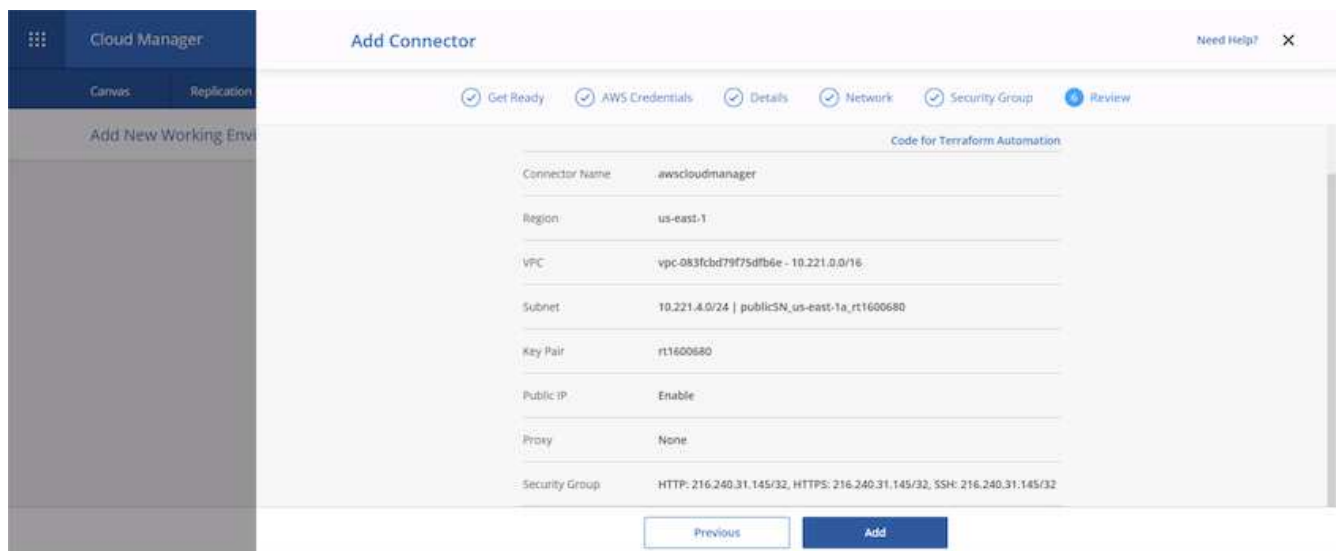 Cloud Manager
Add Connector
Need Help?
Canvas Replication
Get Ready AWS Credentials Details Network Security Group 6 Review
Add New Working Envi
Code for Terraform Automation
Connector Name awscloudmanager
Region us-east-1
VPC vpc-083fcbd79f75dfb6e - 10.221.0.0/16
Subnet 10.221.4.0/24 | publicSN_us-east-1a_rt1600680
Key Pair rt1600680
Public IP Enable
Proxy None
Security Group HTTP: 216.240.31.145/32, HTTPS: 216.240.31.145/32, SSH: 216.240.31.145/32
Previous Add